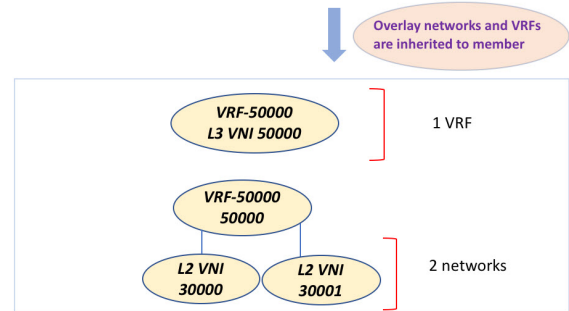 Overlay networks and VRFs
are inherited to member
VRF-50000
L3 VNI 50000
1 VRF
VRF-50000
50000
L2 VNI
30000
L2 VNI
30001
2 networks